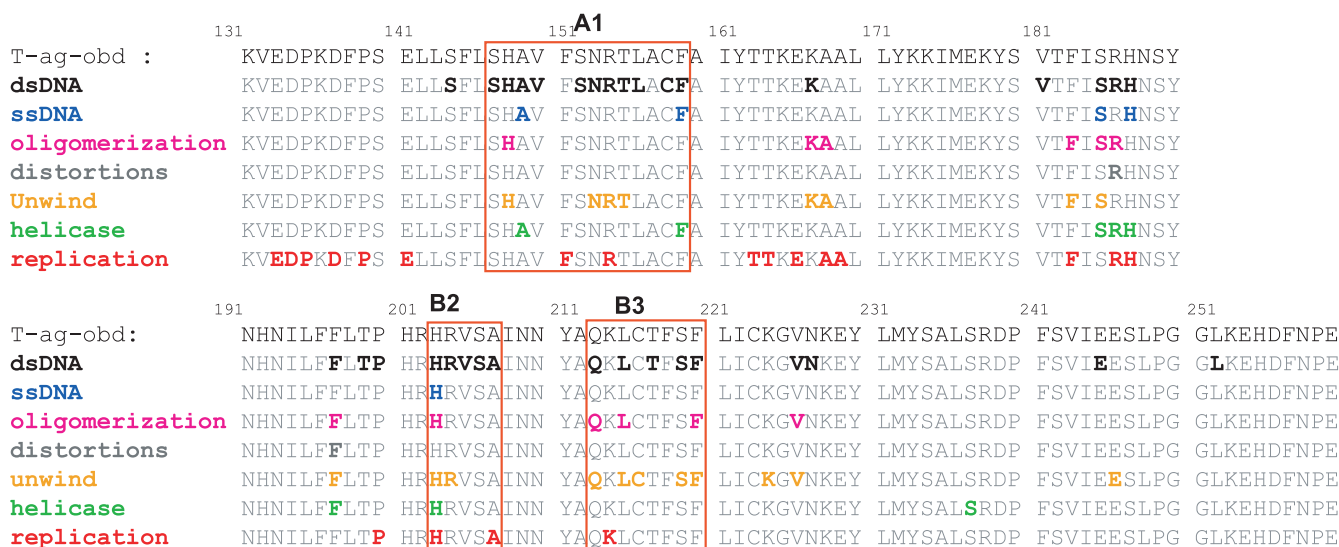 A1
131 141 151 161 171 181
T-ag-obd : KVEDPKDFPS ELLSFLSHAV FSNRTLACFA IYTTKEKAAL LYKKIMEKYS VTFISRHNSY
dsDNA KVEDPKDFPS ELLSFLSHAV FSNRTLACFA IYTTKEKAAL LYKKIMEKYS VTFISRHNSY
ssDNA KVEDPKDFPS ELLSFLSHAV FSNRTLACFA IYTTKEKAAL LYKKIMEKYS VTFISRHNSY
oligomerization KVEDPKDFPS ELLSFLSHAV FSNRTLACFA IYTTKEKAAL LYKKIMEKYS VTFISRHNSY
distortions KVEDPKDFPS ELLSFLSHAV FSNRTLACFA IYTTKEKAAL LYKKIMEKYS VTFISRHNSY
Unwind KVEDPKDFPS ELLSFLSHAV FSNRTLACFA IYTTKEKAAL LYKKIMEKYS VTFISRHNSY
helicase KVEDPKDFPS ELLSFLSHAV FSNRTLACFA IYTTKEKAAL LYKKIMEKYS VTFISRHNSY
replication KVEDPKDFPS ELLSFLSHAV FSNRTLACFA IYTTKEKAAL LYKKIMEKYS VTFISRHNSY
B2 B3
191 201 211 221 231 241 251
T-ag-obd: NHNILFFLTP HRHRVSAINN YAQKLCTFSF LICKGVNKEY LMYSALSRDP FSVIEESLPG GLKEHDFNPE
dsDNA NHNILFFLTP HRHRVSAINN YAQKLCTFSF LICKGVNKEY LMYSALSRDP FSVIEESLPG GLKEHDFNPE
ssDNA NHNILFFLTP HRHRVSAINN YAQKLCTFSF LICKGVNKEY LMYSALSRDP FSVIEESLPG GLKEHDFNPE
oligomerization NHNILFFLTP HRHRVSAINN YAQKLCTFSF LICKGVNKEY LMYSALSRDP FSVIEESLPG GLKEHDFNPE
distortions NHNILFFLTP HRHRVSAINN YAQKLCTFSF LICKGVNKEY LMYSALSRDP FSVIEESLPG GLKEHDFNPE
unwind NHNILFFLTP HRHRVSAINN YAQKLCTFSF LICKGVNKEY LMYSALSRDP FSVIEESLPG GLKEHDFNPE
helicase NHNILFFLTP HRHRVSAINN YAQKLCTFSF LICKGVNKEY LMYSALSRDP FSVIEESLPG GLKEHDFNPE
replication NHNILFFLTP HRHRVSAINN YAQKLCTFSF LICKGVNKEY LMYSALSRDP FSVIEESLPG GLKEHDFNPE